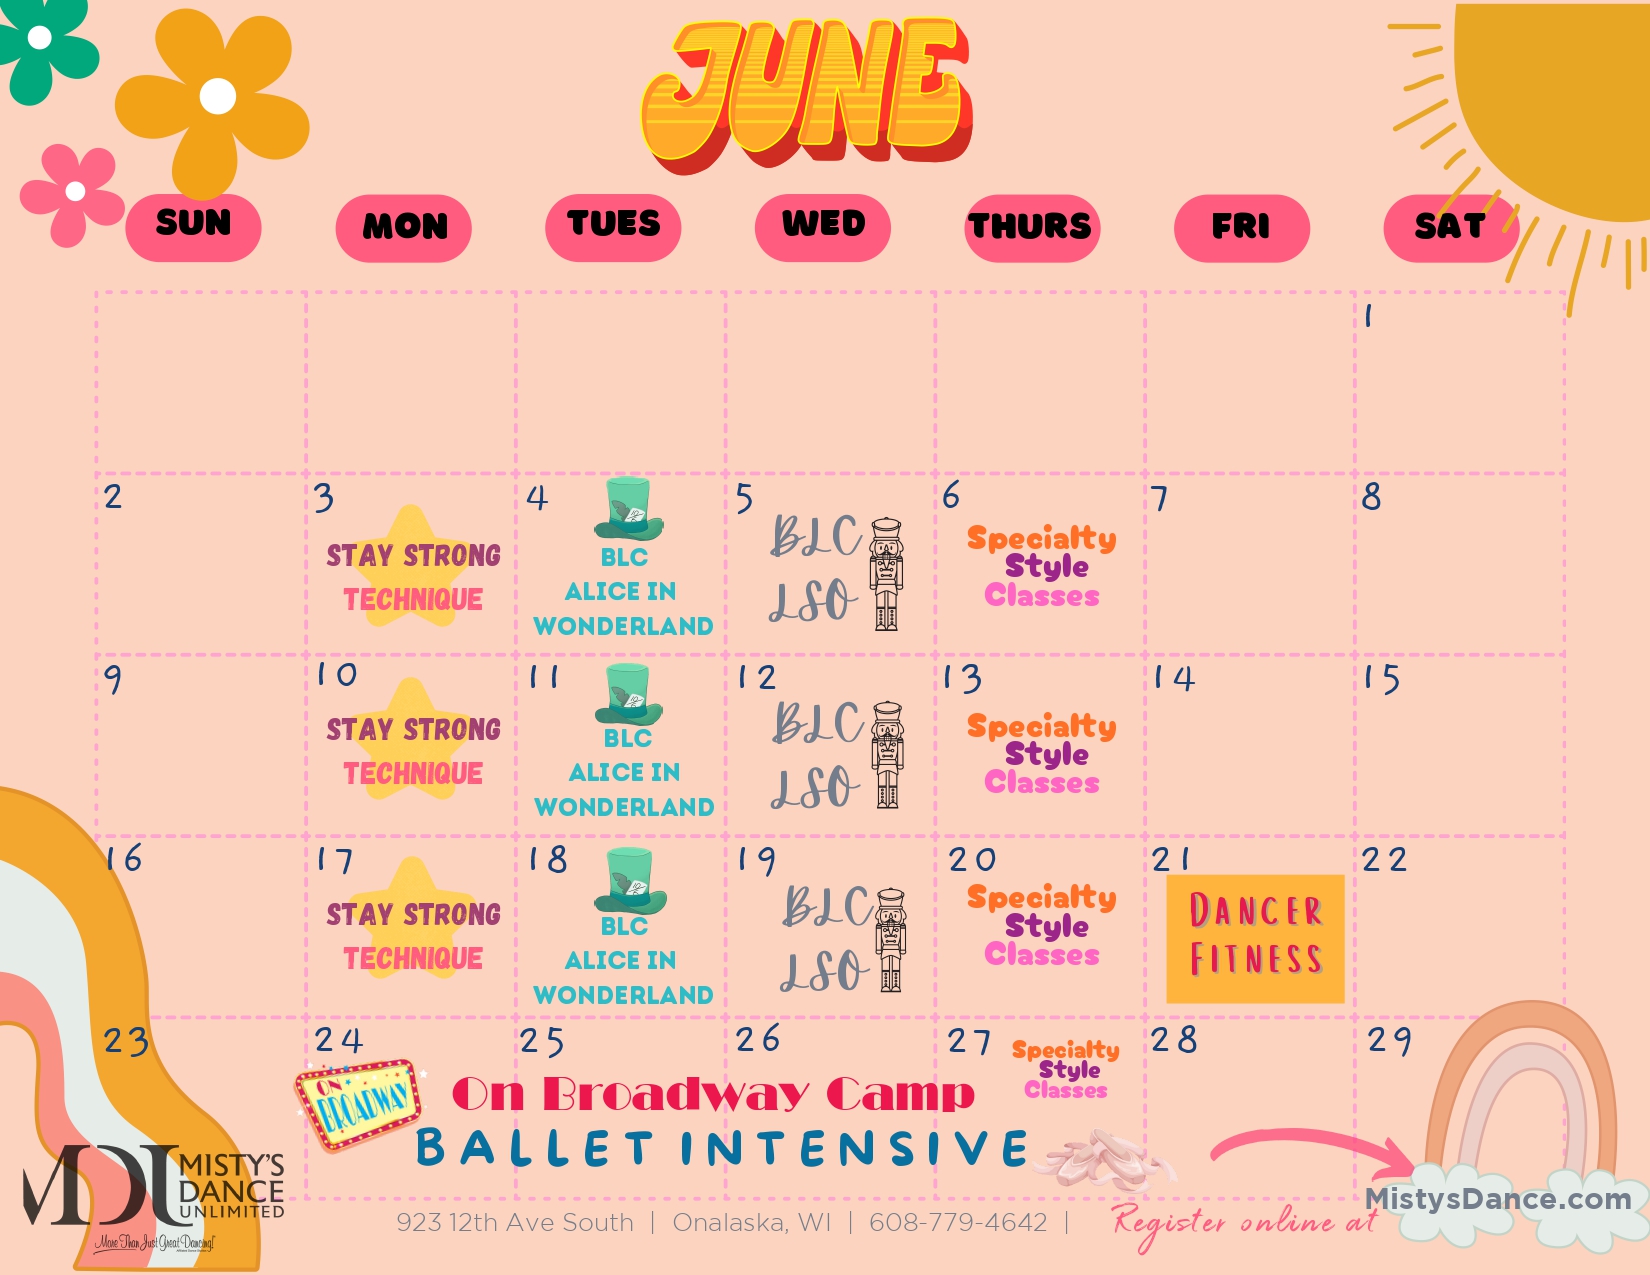 JUNE
SUN MON TUES WED THURS FRI SAT
1
2 3 4 5 6 7 8
STAY STRONG
TECHNIQUE
BLC
ALICE IN
WONDERLAND
BLC
LSO
Specialty
Style
Classes
9 10 11 12 13 14 15
STAY STRONG
TECHNIQUE
BLC
ALICE IN
WONDERLAND
BLC
LSO
Specialty
Style
Classes
16 17 18 19 20 21 22
STAY STRONG
TECHNIQUE
BLC
ALICE IN
WONDERLAND
BLC
LSO
Specialty
Style
Classes
DANCER
FITNESS
23 24 25 26 27 28 29
Specialty
Style
Classes
ON
BROADWAY
On Broadway Camp
BALLET INTENSIVE
MDU MISTY'S
DANCE
UNLIMITED
More Than Just Great Dancing!
923 12th Ave South | Onalaska, WI | 608-779-4642 | Register online at MistysDance.com